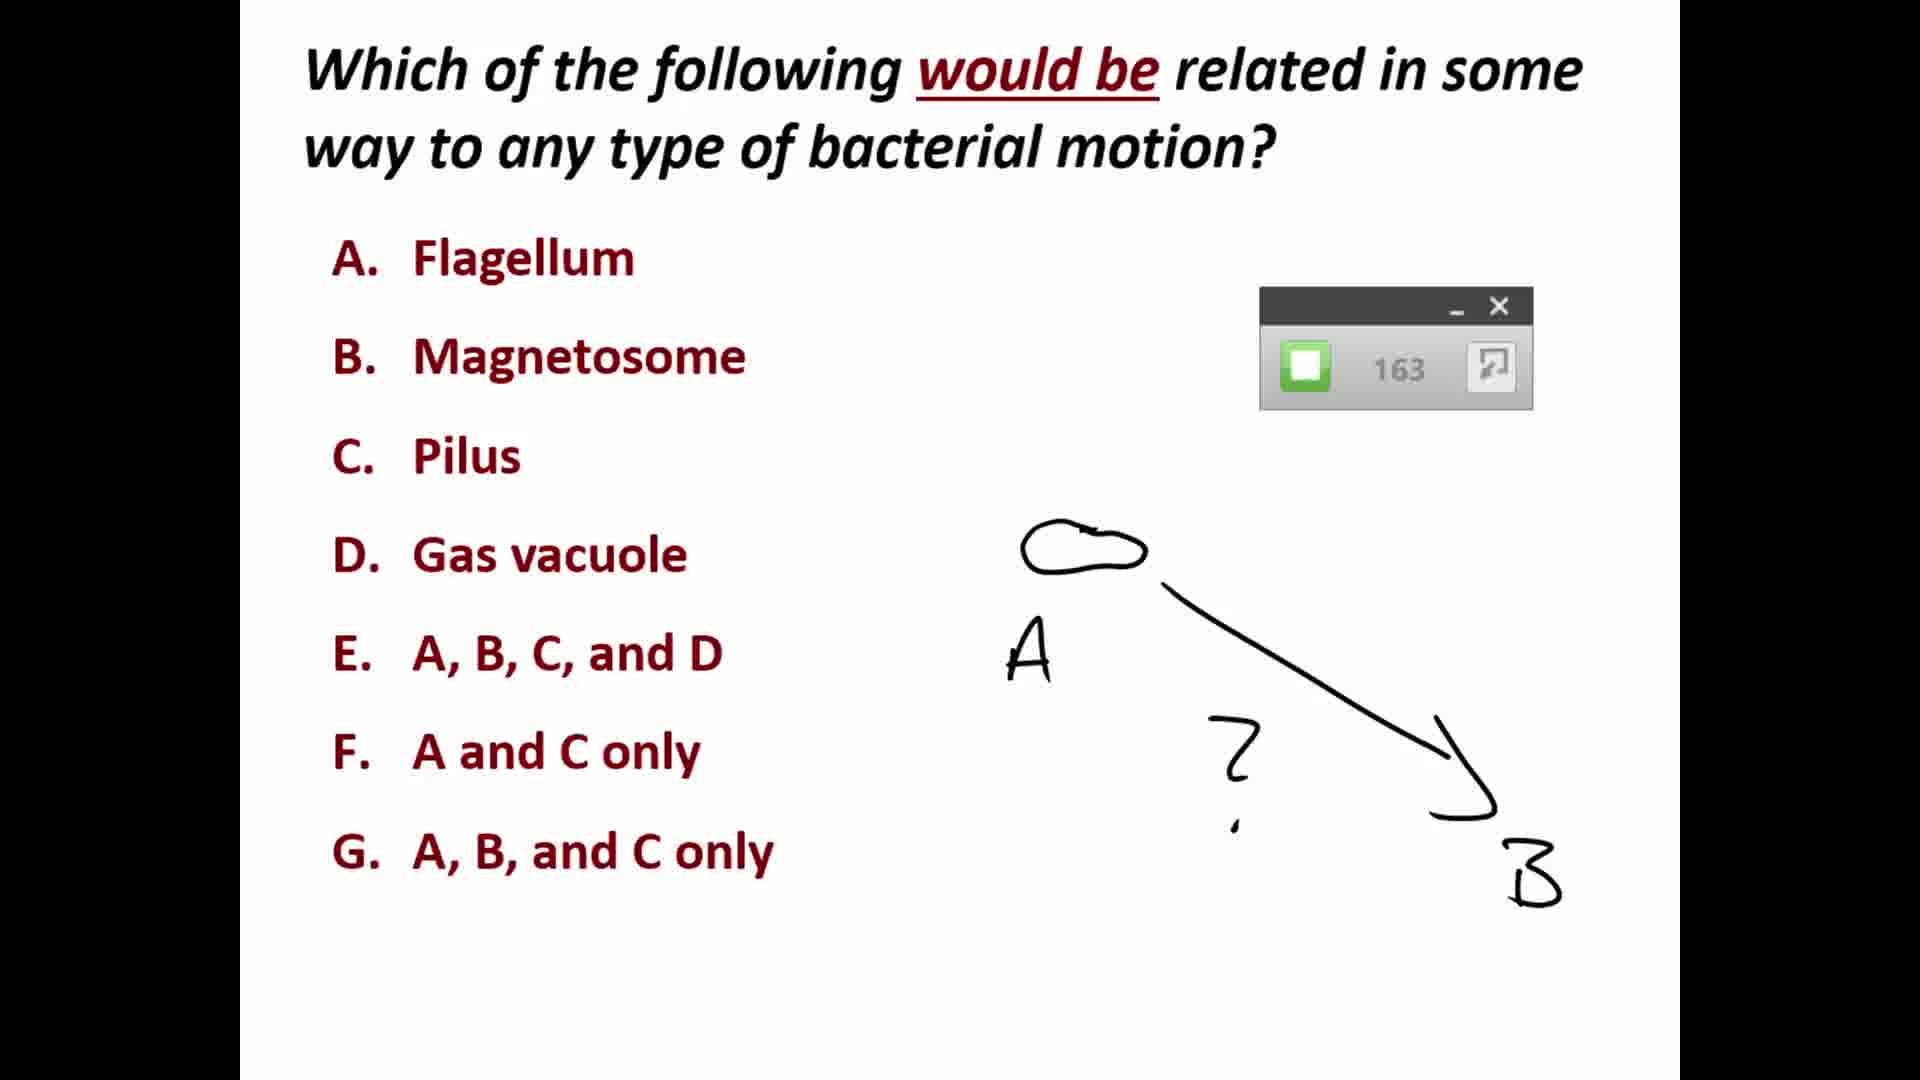 Which of the following would be related in some
way to any type of bacterial motion?
A. Flagellum
B. Magnetosome
C. Pilus
D. Gas vacuole
E. A, B, C, and D
F. A and C only
G. A, B, and C only
163
A
?
B